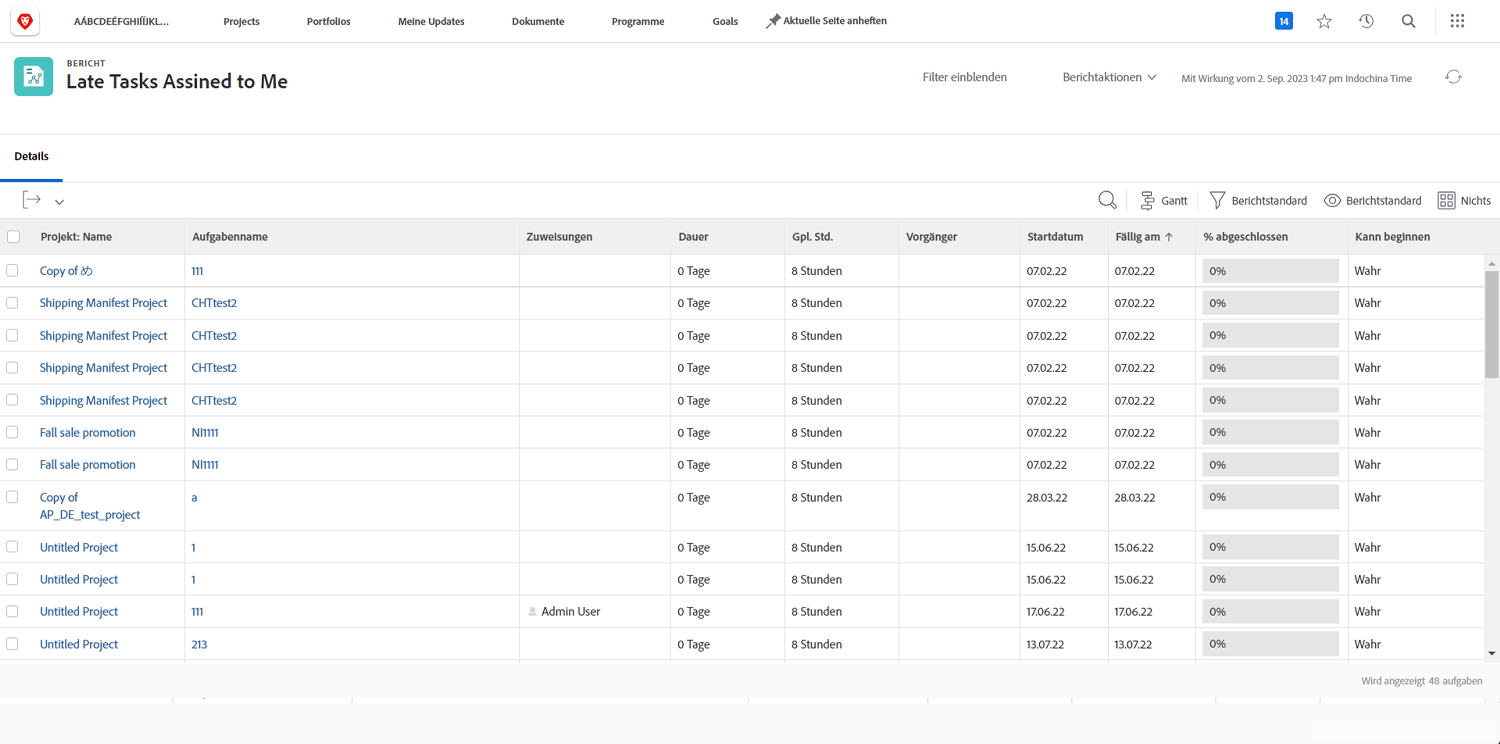 AÁBCDEÉFGHIÍJKL... Projects Portfolios Meine Updates Dokumente Programme Goals Aktuelle Seite anheften 14
BERICHT
Late Tasks Assined to Me
Filter einblenden Berichtaktionen Mit Wirkung vom 2. Sep. 2023 1:47 pm Indochina Time
Details
Gantt Berichtstandard Berichtstandard Nichts
Projekt: Name Aufgabenname Zuweisungen Dauer Gpl. Std. Vorgänger Startdatum Fällig am ↑ % abgeschlossen Kann beginnen
Copy of め 111 0 Tage 8 Stunden 07.02.22 07.02.22 0% Wahr
Shipping Manifest Project CHTtest2 0 Tage 8 Stunden 07.02.22 07.02.22 0% Wahr
Shipping Manifest Project CHTtest2 0 Tage 8 Stunden 07.02.22 07.02.22 0% Wahr
Shipping Manifest Project CHTtest2 0 Tage 8 Stunden 07.02.22 07.02.22 0% Wahr
Shipping Manifest Project CHTtest2 0 Tage 8 Stunden 07.02.22 07.02.22 0% Wahr
Fall sale promotion NI1111 0 Tage 8 Stunden 07.02.22 07.02.22 0% Wahr
Fall sale promotion NI1111 0 Tage 8 Stunden 07.02.22 07.02.22 0% Wahr
Copy of a 0 Tage 8 Stunden 28.03.22 28.03.22 0% Wahr
AP_DE_test_project
Untitled Project 1 0 Tage 8 Stunden 15.06.22 15.06.22 0% Wahr
Untitled Project 1 0 Tage 8 Stunden 15.06.22 15.06.22 0% Wahr
Untitled Project 111 Admin User 0 Tage 8 Stunden 17.06.22 17.06.22 0% Wahr
Untitled Project 213 0 Tage 8 Stunden 13.07.22 13.07.22 0% Wahr
Wird angezeigt 48 aufgaben